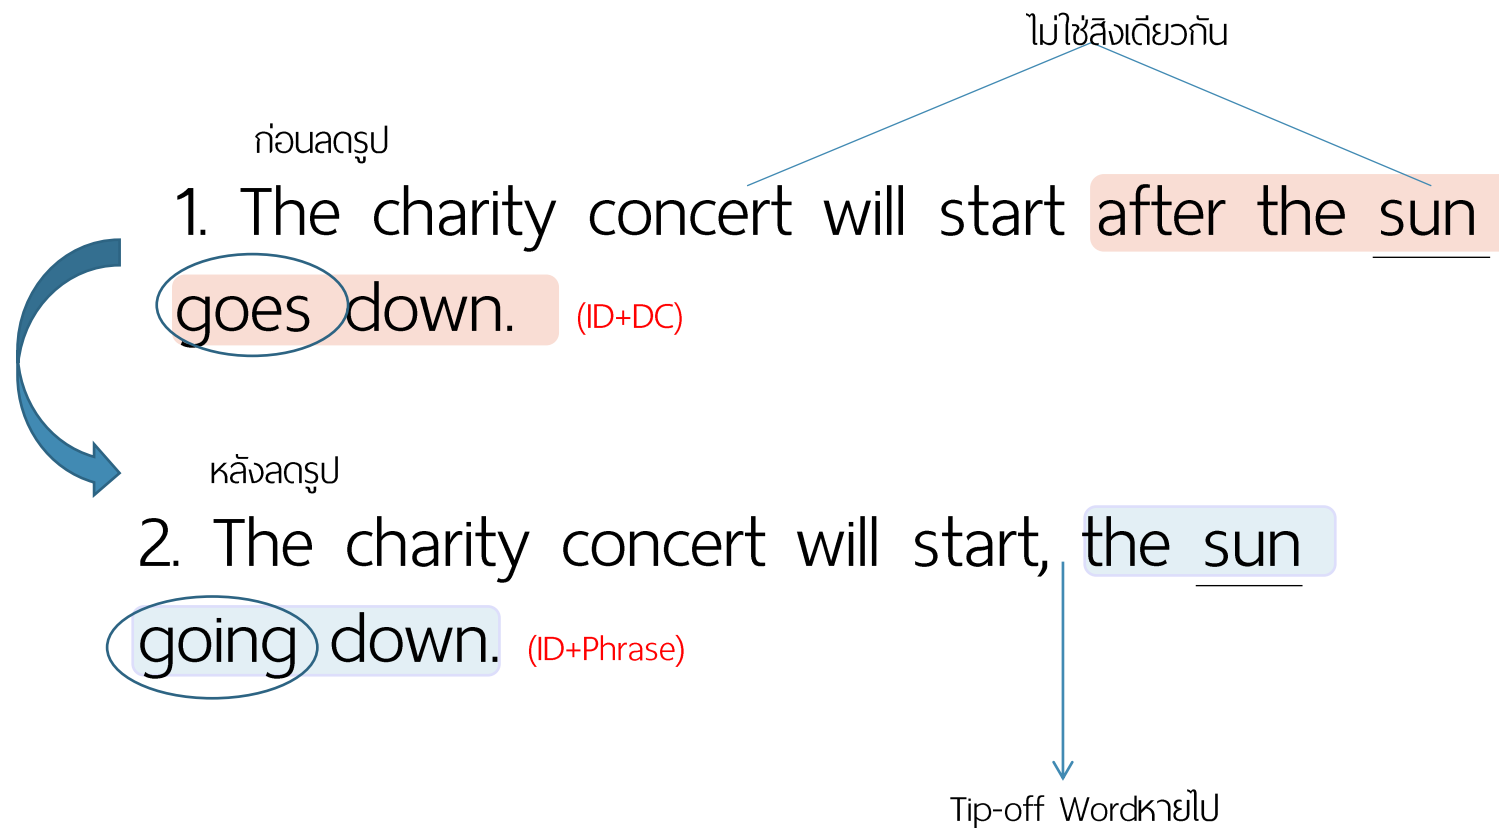 ไม่ใช่สิงเดียวกัน
ก่อนลดรูป
1. The charity concert will start after the sun
goes down. (ID+DC)
หลังลดรูป
2. The charity concert will start, the sun
going down. (ID+Phrase)
Tip-off Wordหายไป